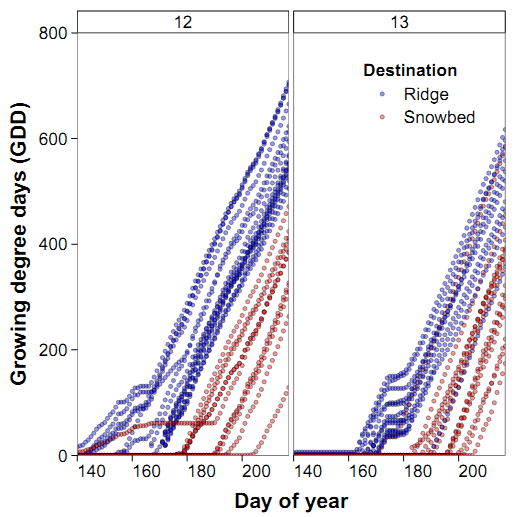 12
13
Growing degree days (GDD)
800
600
400
200
0
Destination
Ridge
Snowbed
140 160 180 200
140 160 180 200
Day of year